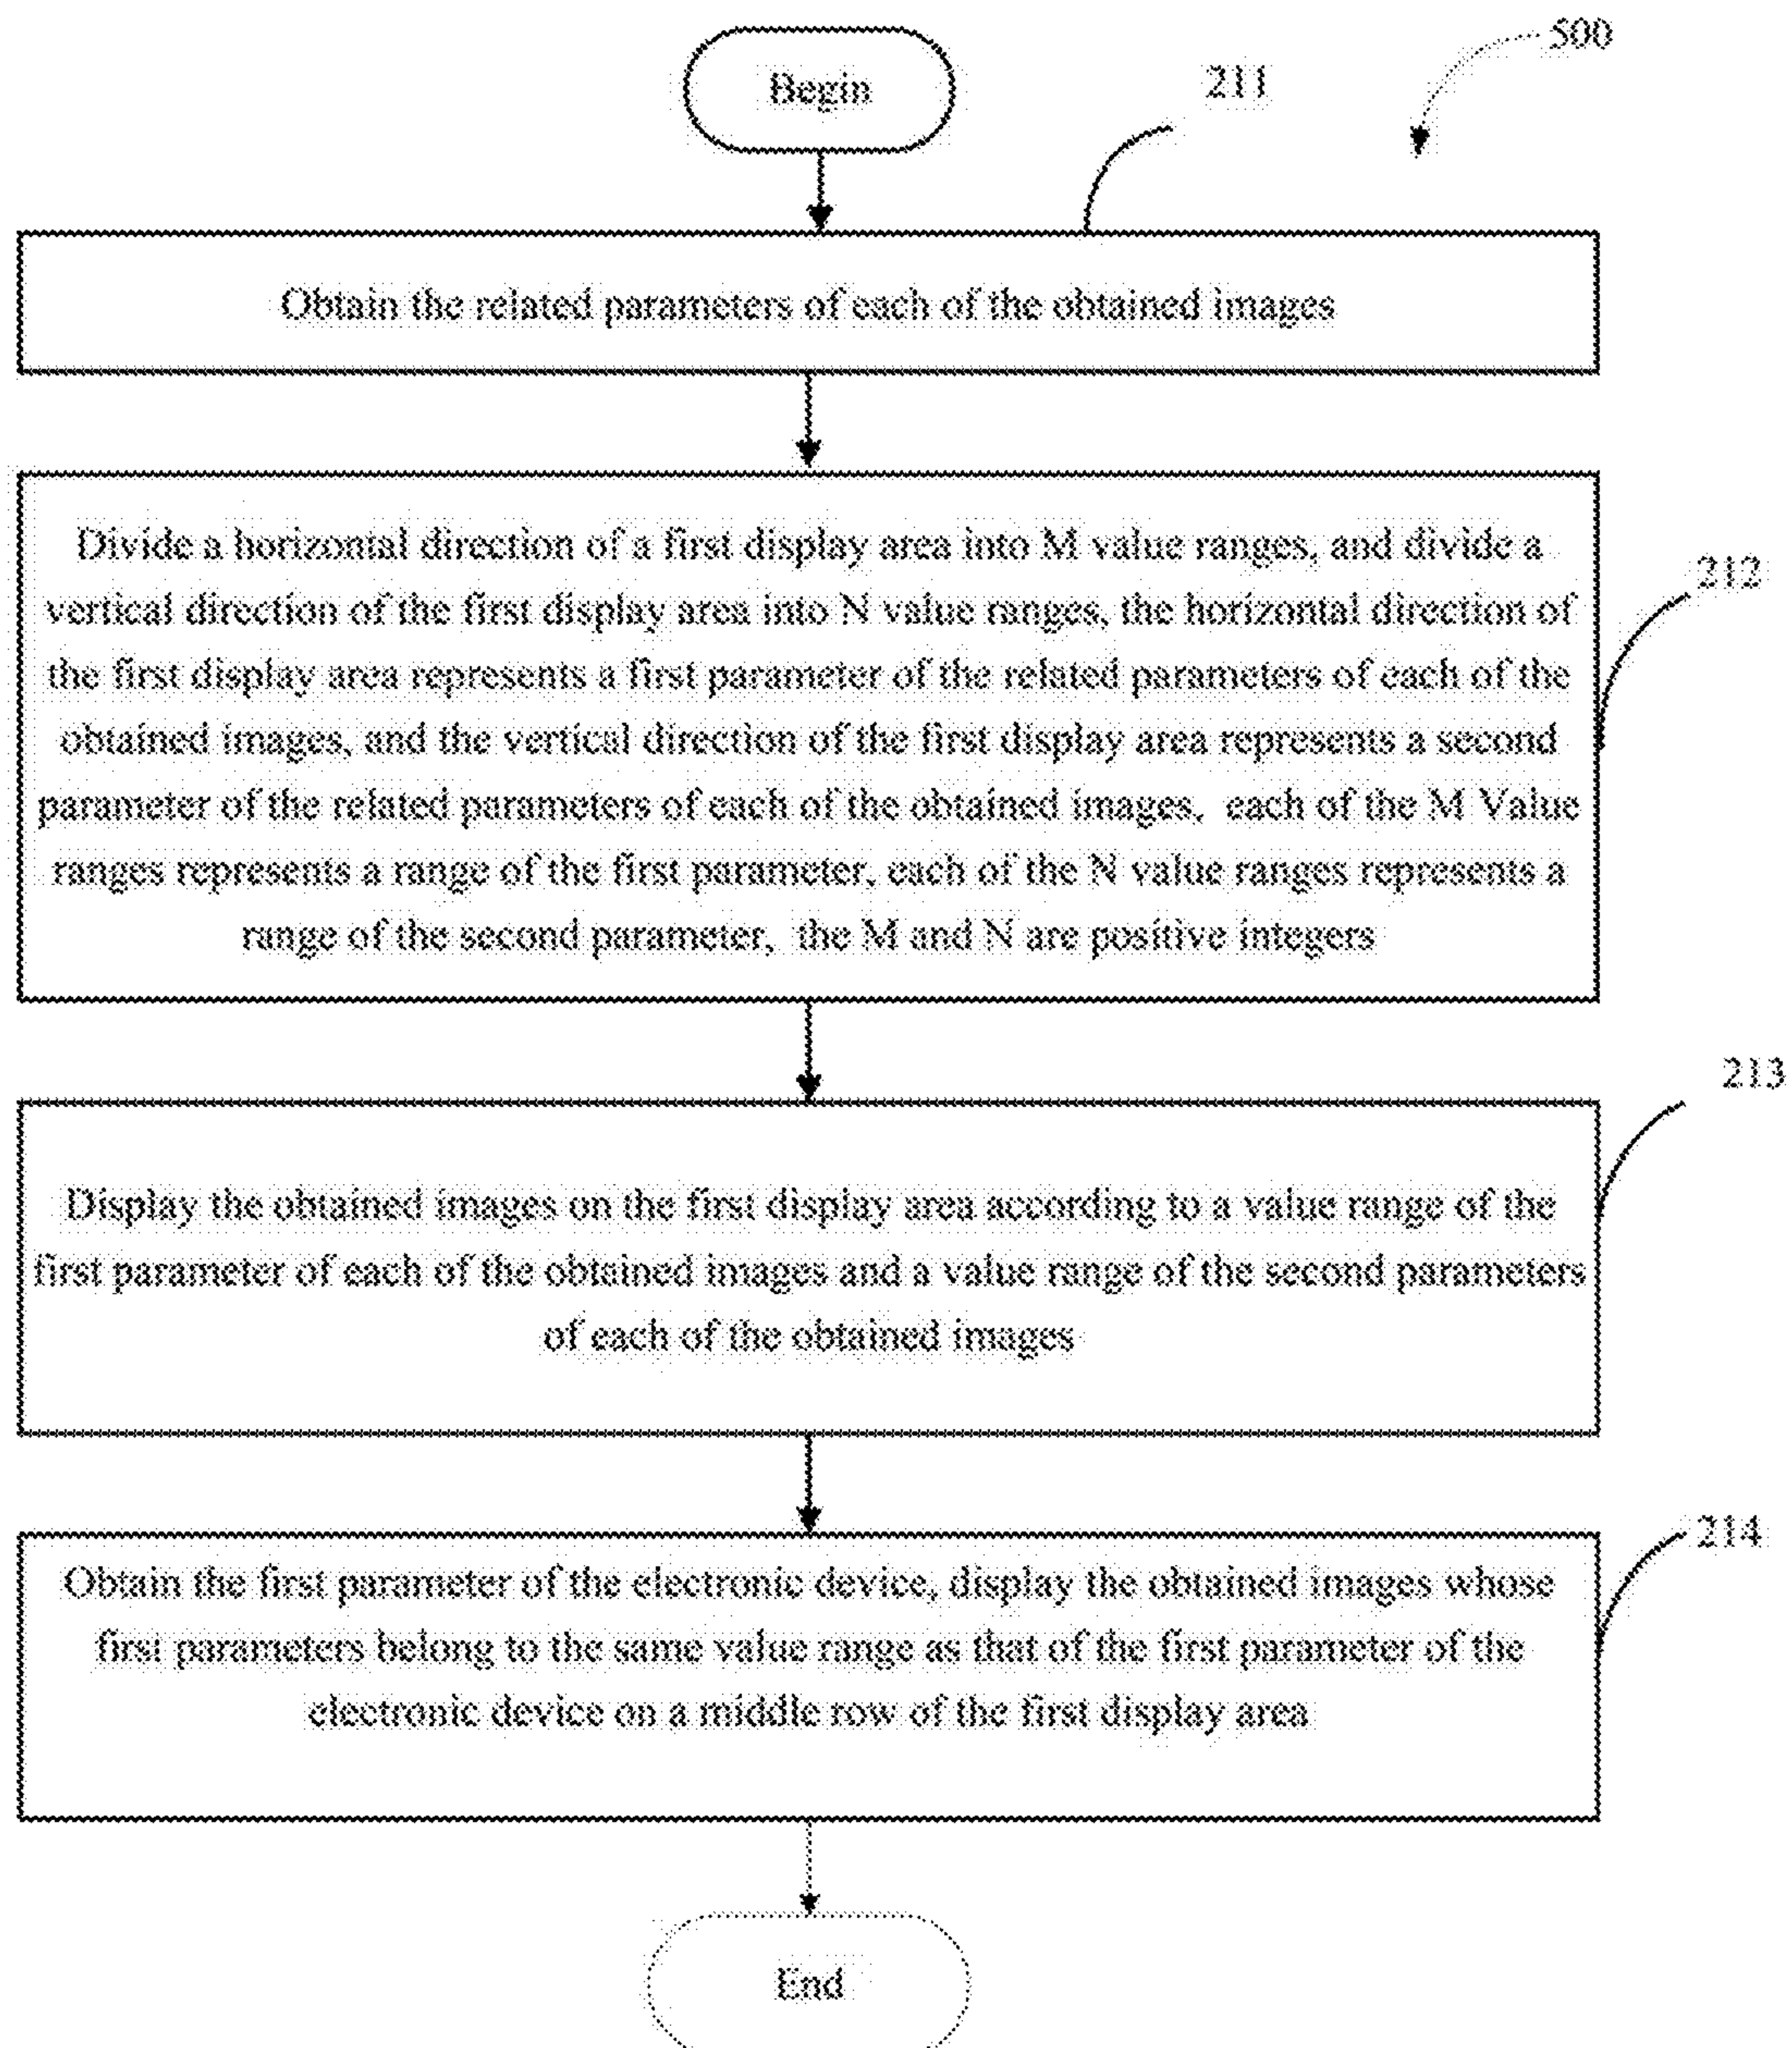 500
Begin
211
Obtain the related parameters of each of the obtained images
Divide a horizontal direction of a first display area into M value ranges, and divide a
vertical direction of the first display area into N value ranges, the horizontal direction of
the first display area represents a first parameter of the related parameters of each of the
obtained images, and the vertical direction of the first display area represents a second
parameter of the related parameters of each of the obtained images, each of the M Value
ranges represents a range of the first parameter, each of the N value ranges represents a
range of the second parameter, the M and N are positive integers
212
213
Display the obtained images on the first display area according to a value range of the
first parameter of each of the obtained images and a value range of the second parameters
of each of the obtained images
214
Obtain the first parameter of the electronic device, display the obtained images whose
first parameters belong to the same value range as that of the first parameter of the
electronic device on a middle row of the first display area
End